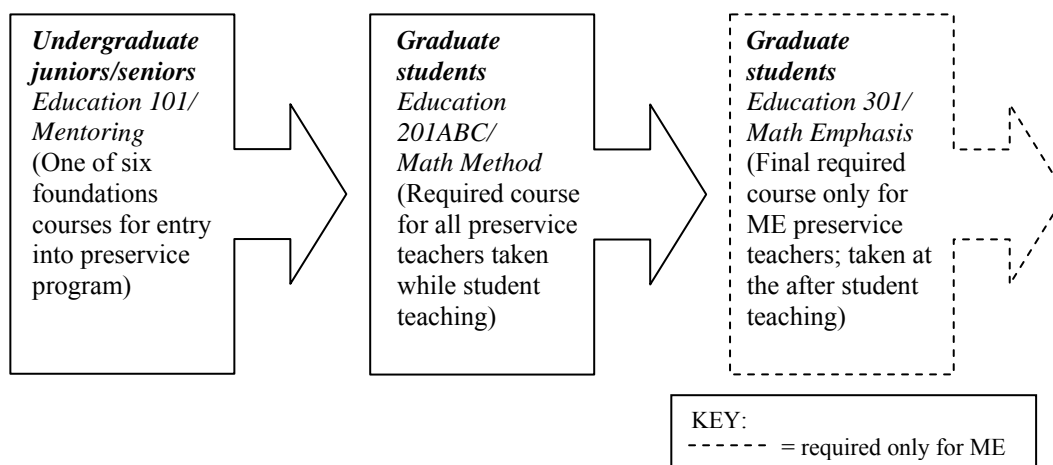 Undergraduate
juniors/seniors
Education 101/
Mentoring
(One of six
foundations
courses for entry
into preservice
program)
Graduate
students
Education
201ABC/
Math Method
(Required course
for all preservice
teachers taken
while student
teaching)
Graduate
students
Education 301/
Math Emphasis
(Final required
course only for
ME preservice
teachers; taken at
the after student
teaching)
KEY:
= required only for ME